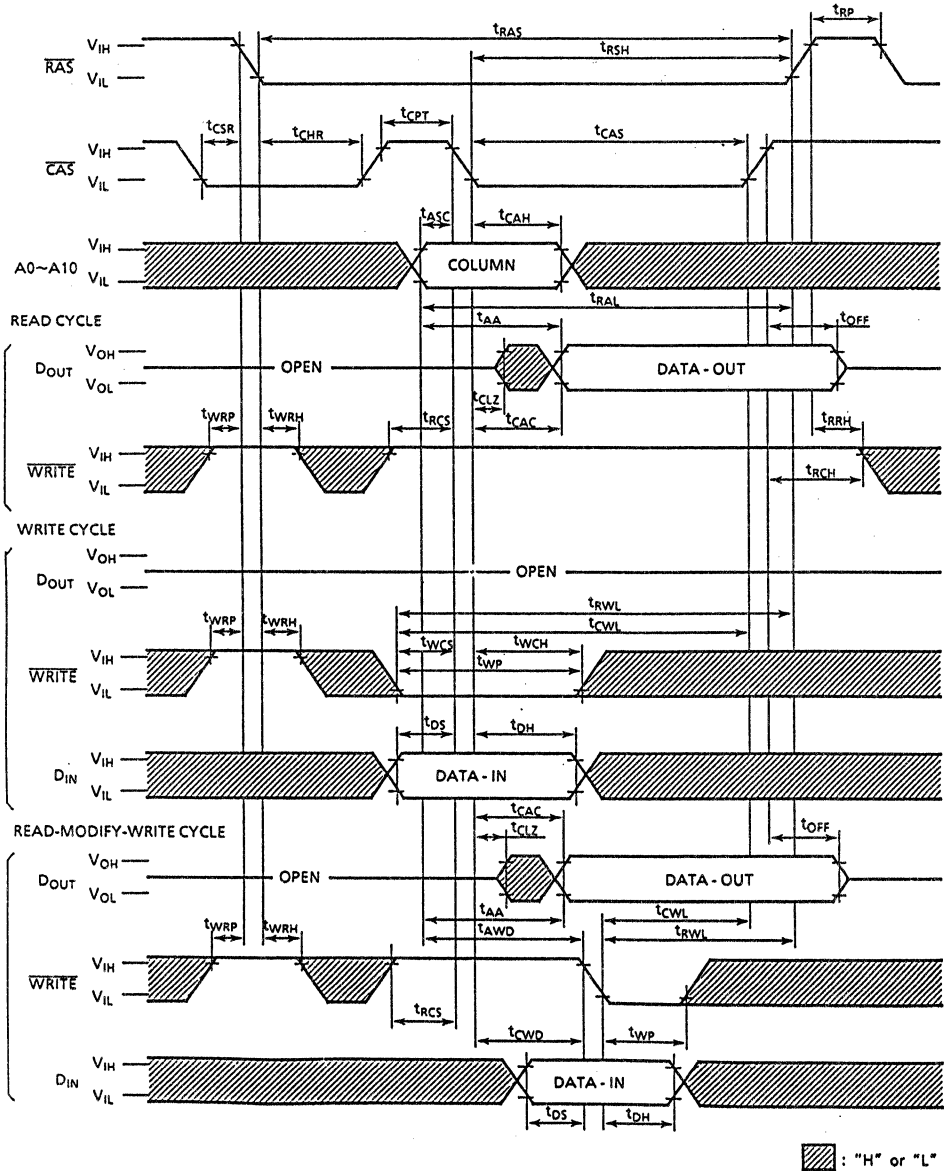 tRP
tRAS
VIH
RAS
tRSH
VIL
tCSR
tCHR
tCPT
tCAS
VIH
CAS
VIL
tASC
tCAH
VIH
A0~A10
COLUMN
VIL
tRAL
READ CYCLE
tAA
tOFF
VOH
DOUT
OPEN
DATA - OUT
VOL
tCLZ
tWRP
tWRH
tRCS
tCAC
tRRH
VIH
WRITE
VIL
tRCH
WRITE CYCLE
VOH
DOUT
OPEN
VOL
tRWL
tWRP
tWRH
tCWL
tWCS
tWCH
VIH
WRITE
tWP
VIL
tDS
tDH
VIH
DIN
DATA - IN
VIL
tCAC
READ-MODIFY-WRITE CYCLE
tCLZ
tOFF
VOH
DOUT
OPEN
DATA - OUT
VOL
tAA
tCWL
tWRP
tWRH
tAWD
tRWL
VIH
WRITE
VIL
tRCS
tCWD
tWP
VIH
DIN
DATA - IN
VIL
tDS
tDH
: "H" or "L"